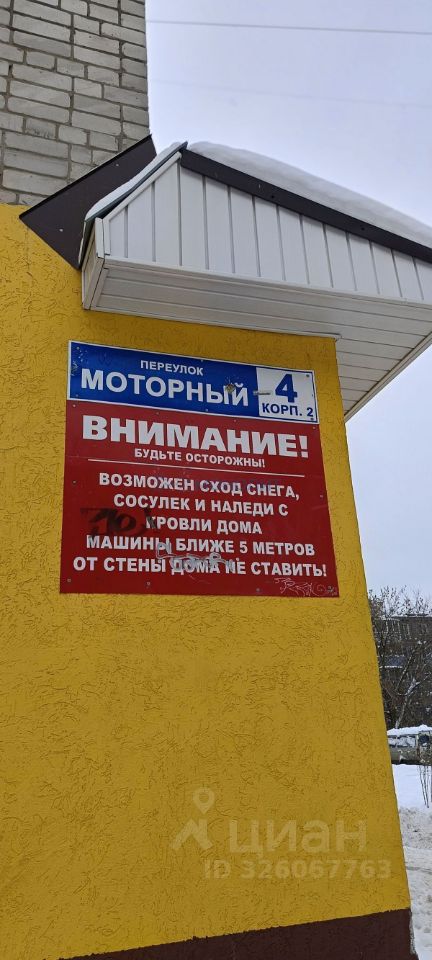 ПЕРЕУЛОК
МОТОРНЫЙ 4
КОРП. 2
ВНИМАНИЕ!
БУДЬТЕ ОСТОРОЖНЫ!
ВОЗМОЖЕН СХОД СНЕГА,
СОСУЛЕК И НАЛЕДИ С
КРОВЛИ ДОМА
МАШИНЫ БЛИЖЕ 5 МЕТРОВ
ОТ СТЕНЫ ДОМА НЕ СТАВИТЬ!
циан
ID 326067763